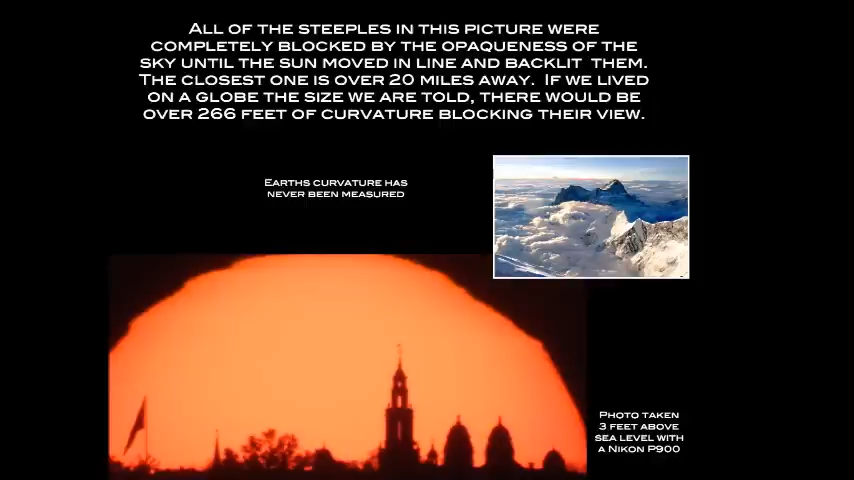 All of the steeples in this picture were
completely blocked by the opaqueness of the
sky until the sun moved in line and backlit them.
The closest one is over 20 miles away. If we lived
on a globe the size we are told, there would be
over 266 feet of curvature blocking their view.
Earths curvature has
never been measured
Photo taken
3 feet above
sea level with
a Nikon P900